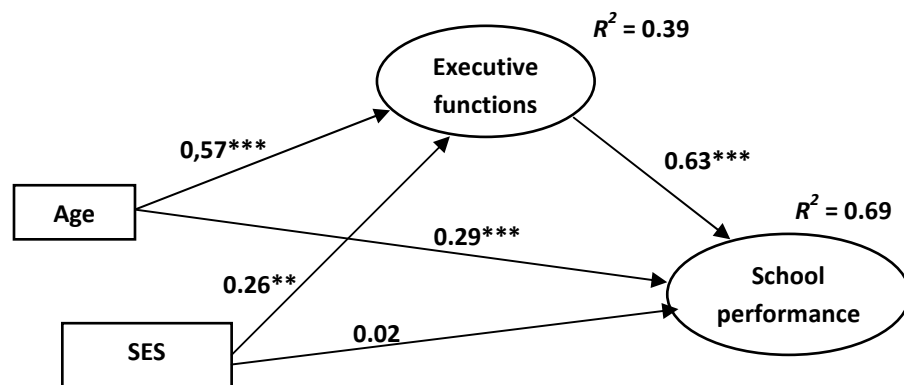 R² = 0.39
Executive
functions
0,57***
0.63***
Age
R² = 0.69
0.29***
0.26**
School
performance
SES
0.02